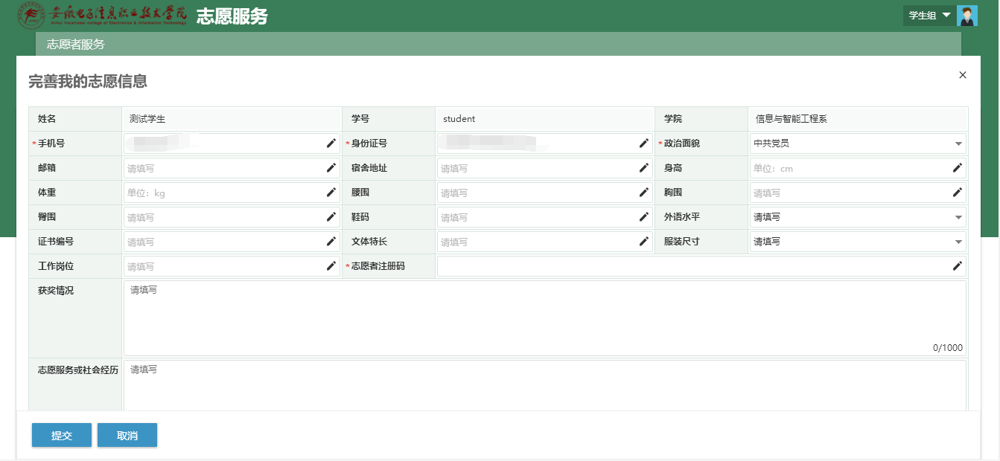 安徽电子信息职业技术学院 志愿服务
Anhui Vocational college of Electronics & Information Technology
学生组
志愿者服务
完善我的志愿信息
姓名 测试学生 学号 student 学院 信息与智能工程系
*手机号 *身份证号 *政治面貌 中共党员
邮箱 请填写 宿舍地址 请填写 身高 单位：cm
体重 单位：kg 腰围 请填写 胸围 请填写
臀围 请填写 鞋码 请填写 外语水平 请填写
证书编号 请填写 文体特长 请填写 服装尺寸 请填写
工作岗位 请填写 *志愿者注册码
获奖情况 请填写
0/1000
志愿服务或社会经历 请填写
提交 取消